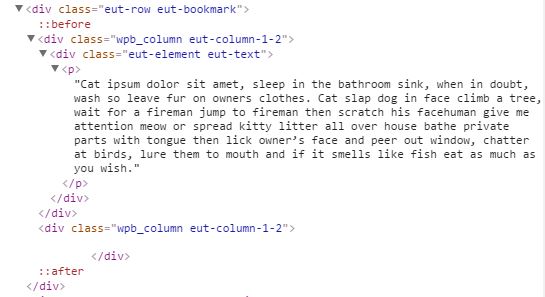 ▼<div class="eut-row eut-bookmark">
::before
▼<div class="wpb_column eut-column-1-2">
▼<div class="eut-element eut-text">
▼<p>
"Cat ipsum dolor sit amet, sleep in the bathroom sink, when in doubt,
wash so leave fur on owners clothes. Cat slap dog in face climb a tree,
wait for a fireman jump to fireman then scratch his facehuman give me
attention meow or spread kitty litter all over house bathe private
parts with tongue then lick owner’s face and peer out window, chatter
at birds, lure them to mouth and if it smells like fish eat as much as
you wish."
</p>
</div>
</div>
<div class="wpb_column eut-column-1-2">
</div>
::after
</div>